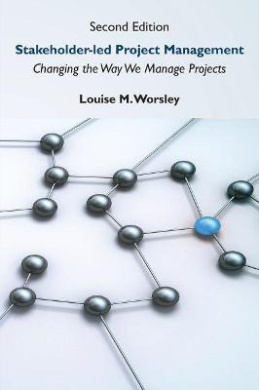 Second Edition
Stakeholder-led Project Management
Changing the Way We Manage Projects
Louise M. Worsley